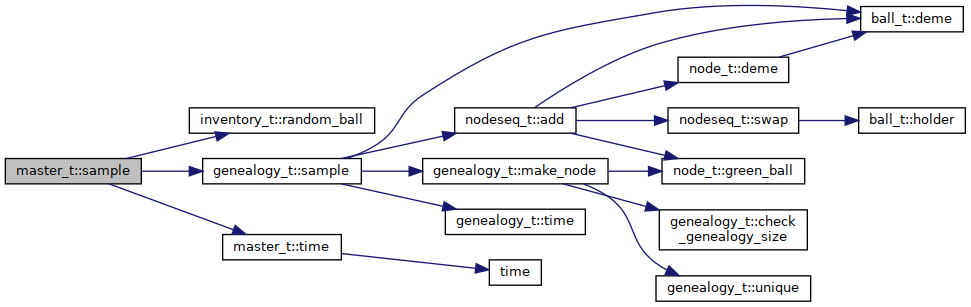 master_t::sample
inventory_t::random_ball
genealogy_t::sample
master_t::time
nodeseq_t::add
genealogy_t::make_node
genealogy_t::time
time
ball_t::deme
node_t::deme
nodeseq_t::swap
ball_t::holder
node_t::green_ball
genealogy_t::check
_genealogy_size
genealogy_t::unique